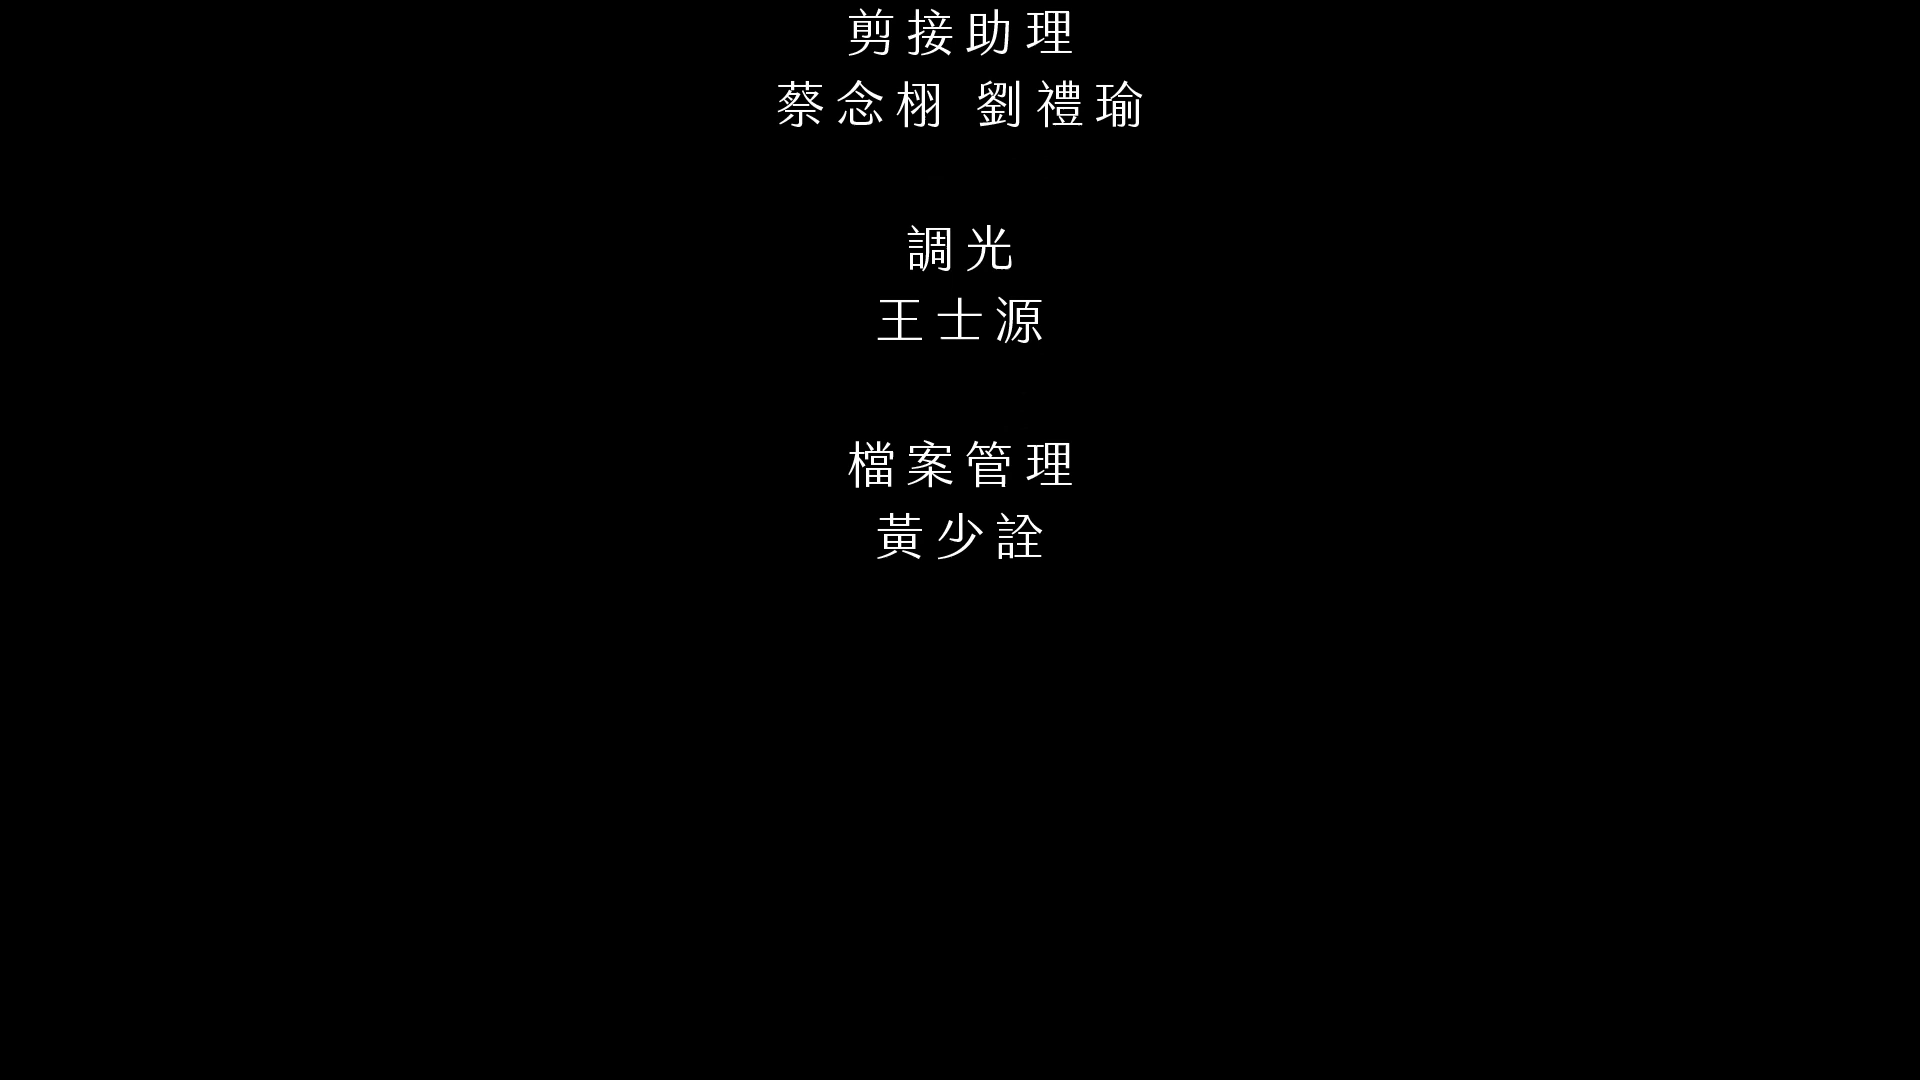 剪接助理
蔡念栩 劉禮瑜
調光
王士源
檔案管理
黃少詮